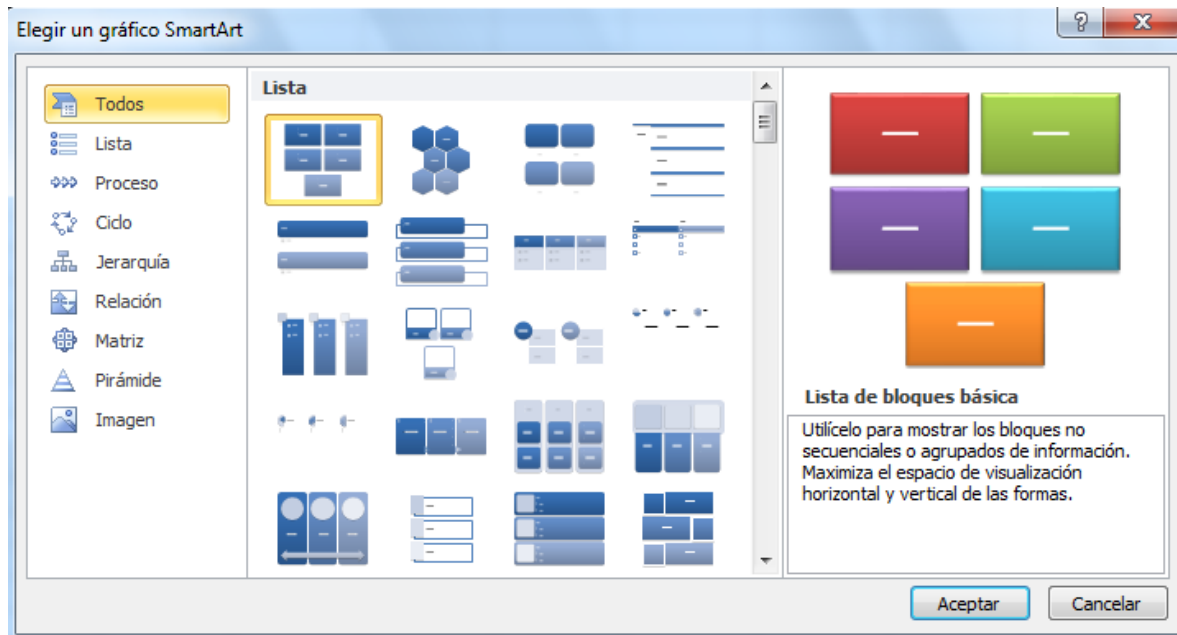 Elegir un gráfico SmartArt
Todos
Lista
Proceso
Ciclo
Jerarquía
Relación
Matriz
Pirámide
Imagen
Lista
Lista de bloques básica
Utilícelo para mostrar los bloques no
secuenciales o agrupados de información.
Maximiza el espacio de visualización
horizontal y vertical de las formas.
Aceptar
Cancelar